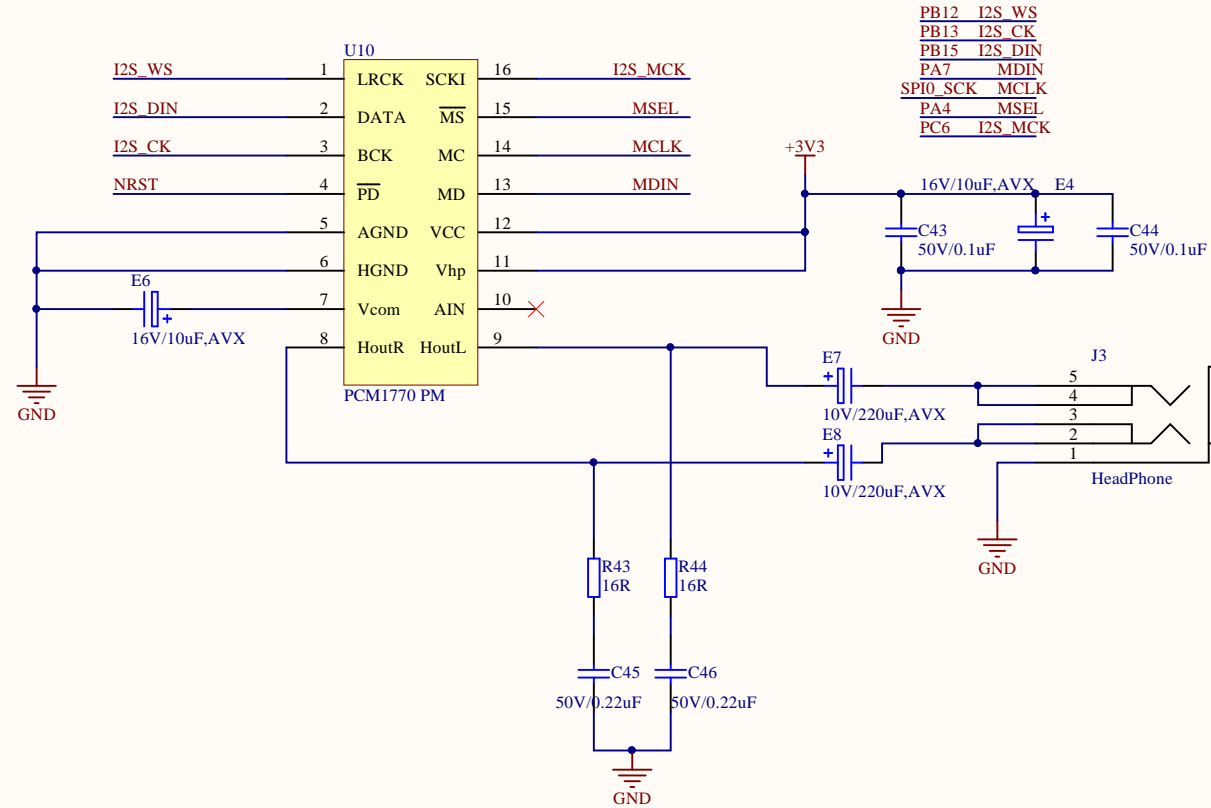 PB12 I2S_WS
PB13 I2S_CK
PB15 I2S_DIN
PA7 MDIN
SPI0_SCK MCLK
PA4 MSEL
PC6 I2S_MCK
U10
I2S_WS 1 LRCK SCKI 16 I2S_MCK
I2S_DIN 2 DATA MS 15 MSEL
I2S_CK 3 BCK MC 14 MCLK
NRST 4 PD MD 13 MDIN
5 AGND VCC 12
6 HGND Vhp 11
7 Vcom AIN 10
8 HoutR HoutL 9
PCM1770 PM
E6
16V/10uF,AVX
GND
+3V3
16V/10uF,AVX E4
+
C43
50V/0.1uF
C44
50V/0.1uF
GND
E7
+
10V/220uF,AVX
E8
+
10V/220uF,AVX
J3
5
4
3
2
1
HeadPhone
GND
R43
16R
R44
16R
C45
50V/0.22uF
C46
50V/0.22uF
GND
+